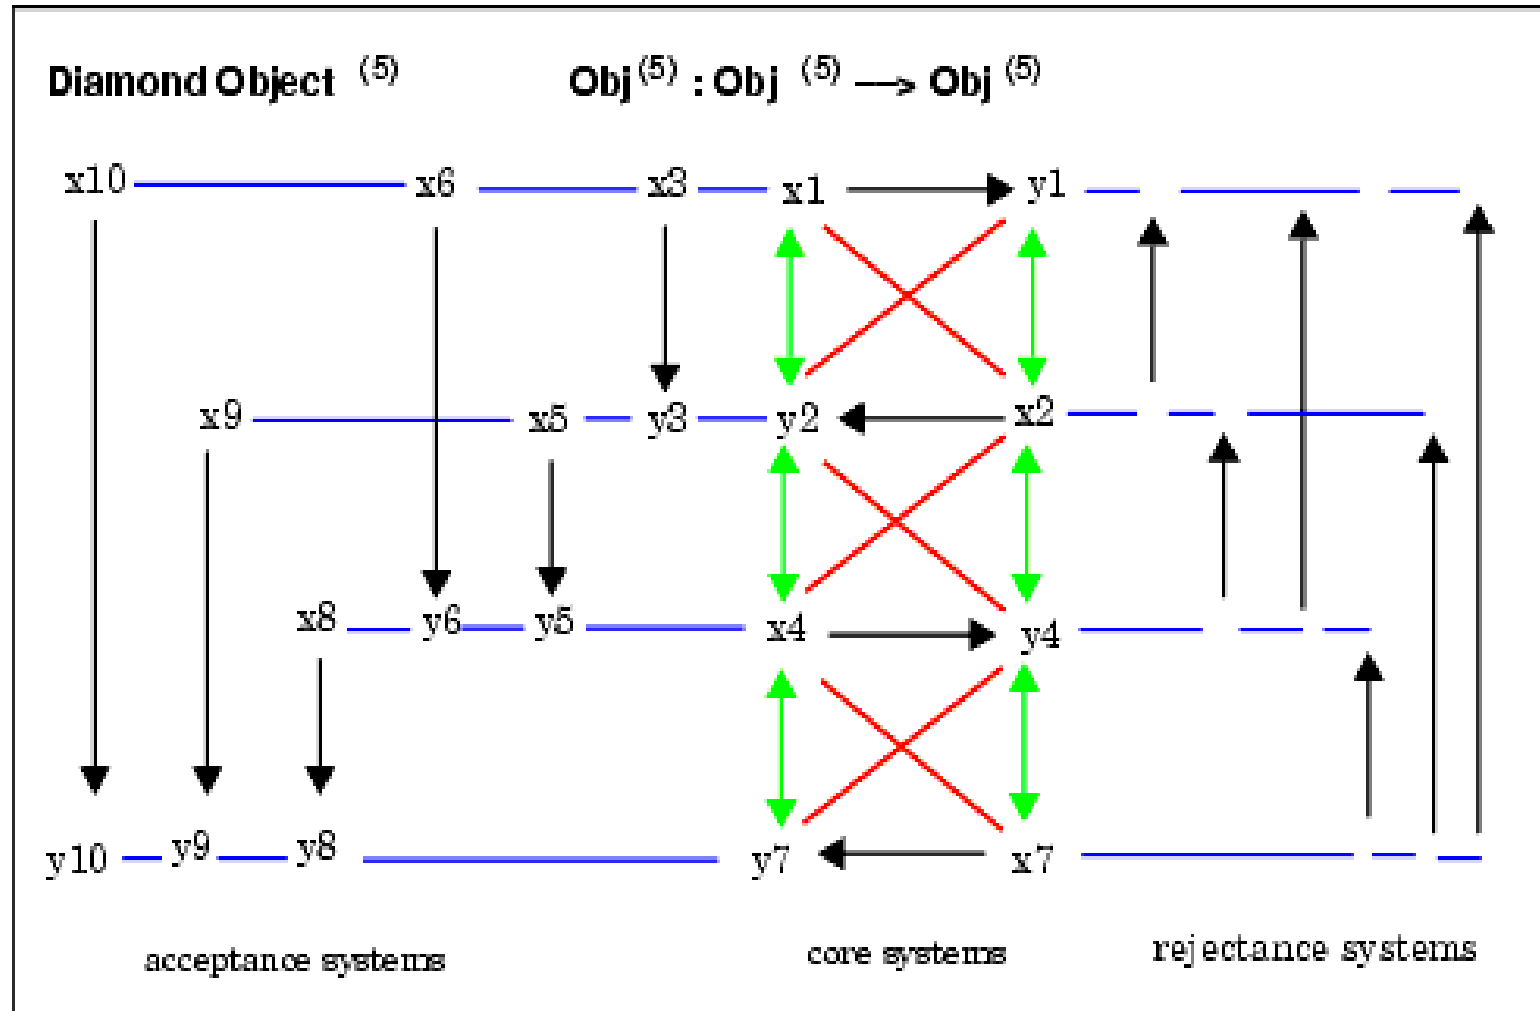 Diamond Object (5) Obj(5) : Obj (5) —> Obj (5)
x10 x6 x3 x1 y1
x9 x5 y3 y2 x2
x8 y6 y5 x4 y4
y10 y9 y8 y7 x7
acceptance systems core systems rejectance systems